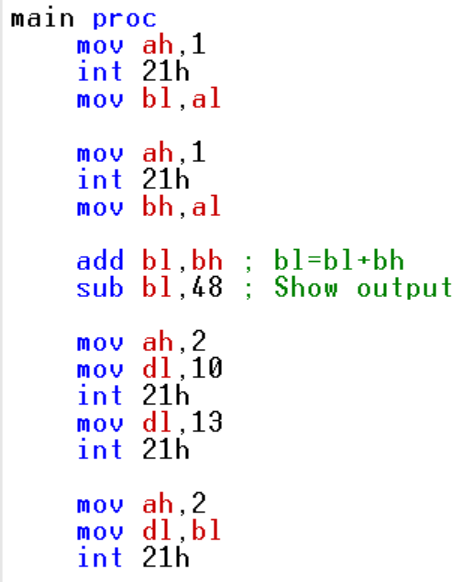 main proc
mov ah,1
int 21h
mov bl,al
mov ah,1
int 21h
mov bh,al
add bl,bh ; bl=bl+bh
sub bl,48 ; Show output
mov ah,2
mov dl,10
int 21h
mov dl,13
int 21h
mov ah,2
mov dl,bl
int 21h